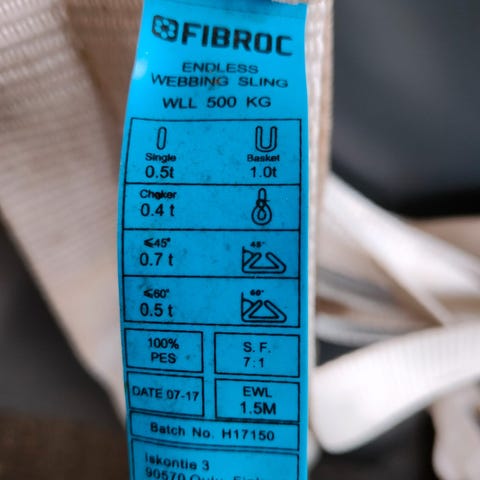 FIBROC
ENDLESS
WEBBING SLING
WLL 500 KG
Single Basket
0.5t 1.0t
Choker
0.4 t
≤45° 45°
0.7 t
≤60° 60°
0.5 t
100% S.F.
PES 7:1
DATE 07-17 EWL
1.5M
Batch No. H17150
Iskontie 3
90570